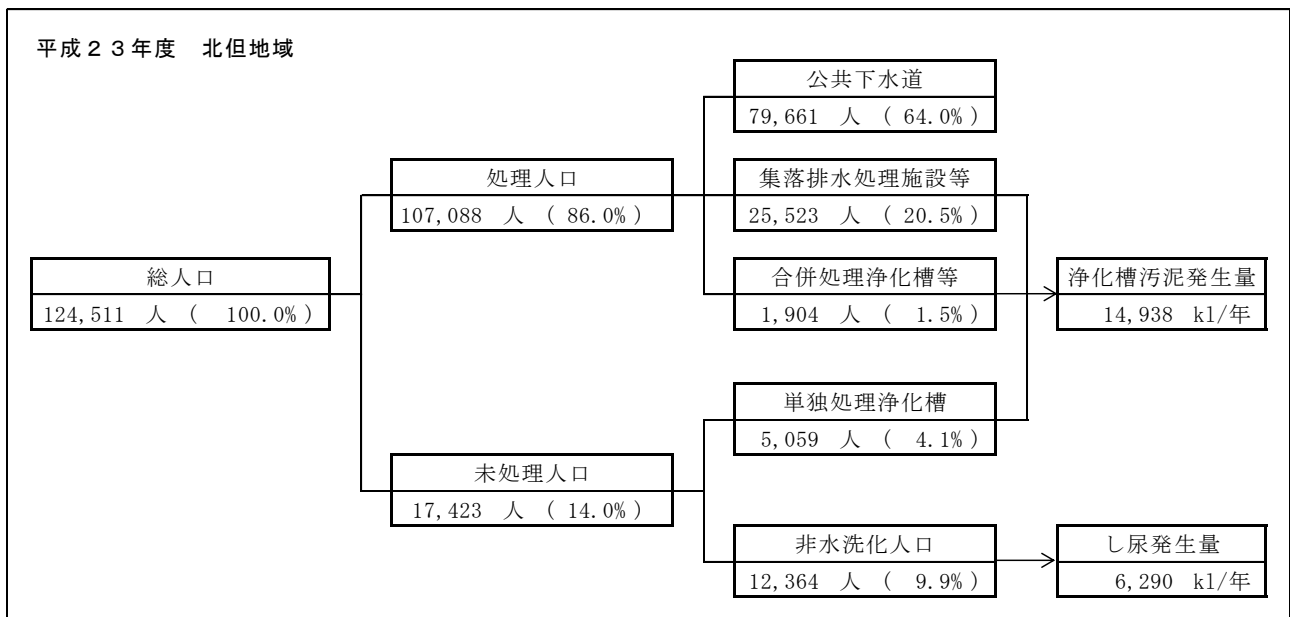 平成２３年度　北但地域
公共下水道
79,661 人 ( 64.0%)
処理人口
107,088 人 ( 86.0%)
集落排水処理施設等
25,523 人 ( 20.5%)
総人口
124,511 人 ( 100.0%)
合併処理浄化槽等
1,904 人 ( 1.5%)
浄化槽汚泥発生量
14,938 kl/年
単独処理浄化槽
5,059 人 ( 4.1%)
未処理人口
17,423 人 ( 14.0%)
非水洗化人口
12,364 人 ( 9.9%)
し尿発生量
6,290 kl/年